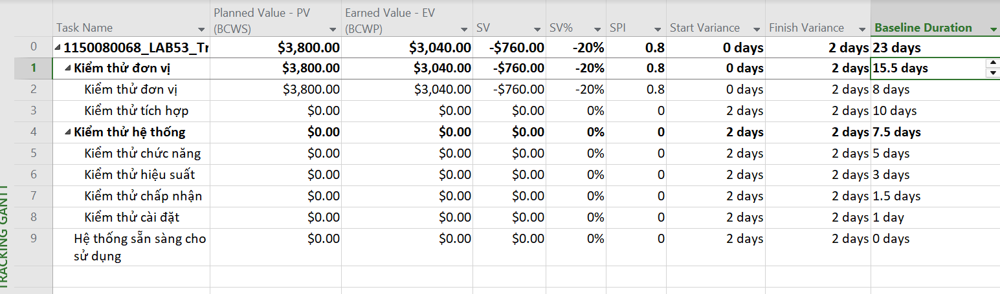 Task Name Planned Value - PV (BCWS) Earned Value - EV (BCWP) SV SV% SPI Start Variance Finish Variance Baseline Duration
0 1150080068_LAB53_Tr $3,800.00 $3,040.00 -$760.00 -20% 0.8 0 days 2 days 23 days
1 Kiểm thử đơn vị $3,800.00 $3,040.00 -$760.00 -20% 0.8 0 days 2 days 15.5 days
2 Kiểm thử đơn vị $3,800.00 $3,040.00 -$760.00 -20% 0.8 0 days 2 days 8 days
3 Kiểm thử tích hợp $0.00 $0.00 $0.00 0% 0 2 days 2 days 10 days
4 Kiểm thử hệ thống $0.00 $0.00 $0.00 0% 0 2 days 2 days 7.5 days
5 Kiểm thử chức năng $0.00 $0.00 $0.00 0% 0 2 days 2 days 5 days
6 Kiểm thử hiệu suất $0.00 $0.00 $0.00 0% 0 2 days 2 days 3 days
7 Kiểm thử chấp nhận $0.00 $0.00 $0.00 0% 0 2 days 2 days 1.5 days
8 Kiểm thử cài đặt $0.00 $0.00 $0.00 0% 0 2 days 2 days 1 day
9 Hệ thống sẵn sàng cho $0.00 $0.00 $0.00 0% 0 2 days 2 days 0 days
sử dụng
TRACKING GANTT